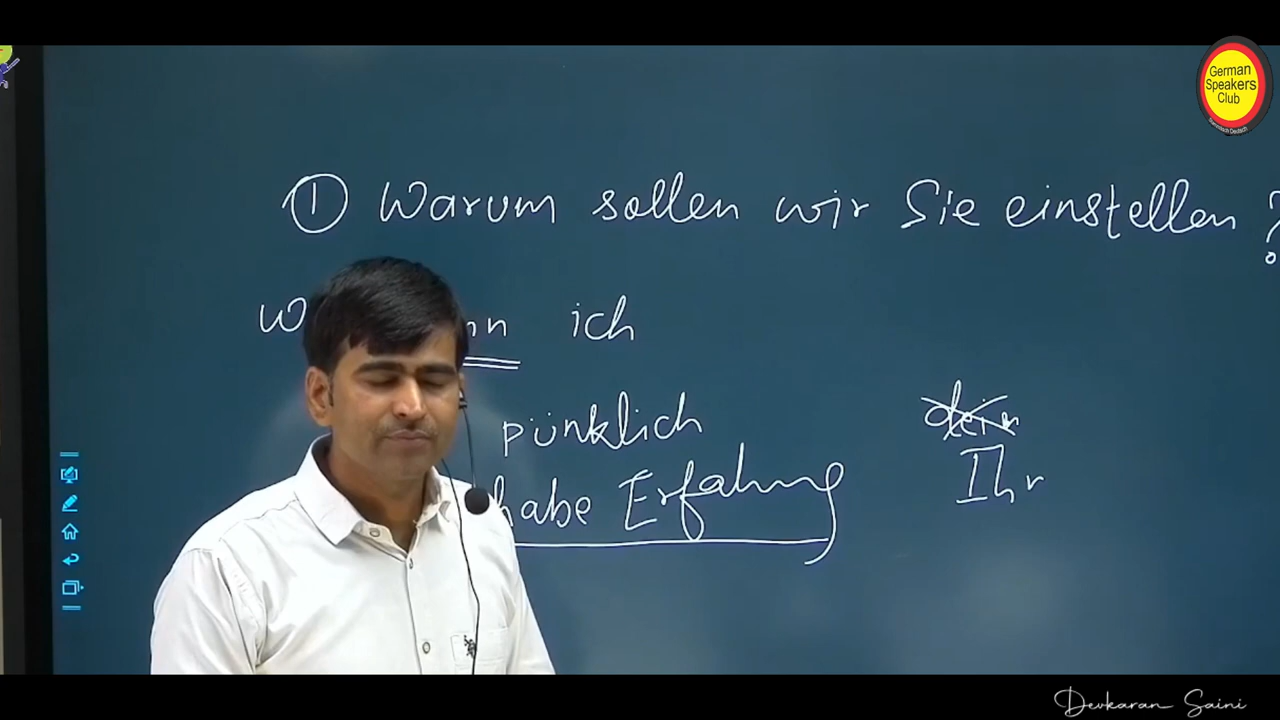 German
Speakers
Club
① Warum sollen wir Sie einstellen ?
ich
pünklich
habe Erfahrung
dein
Ihr
Devkaran Saini